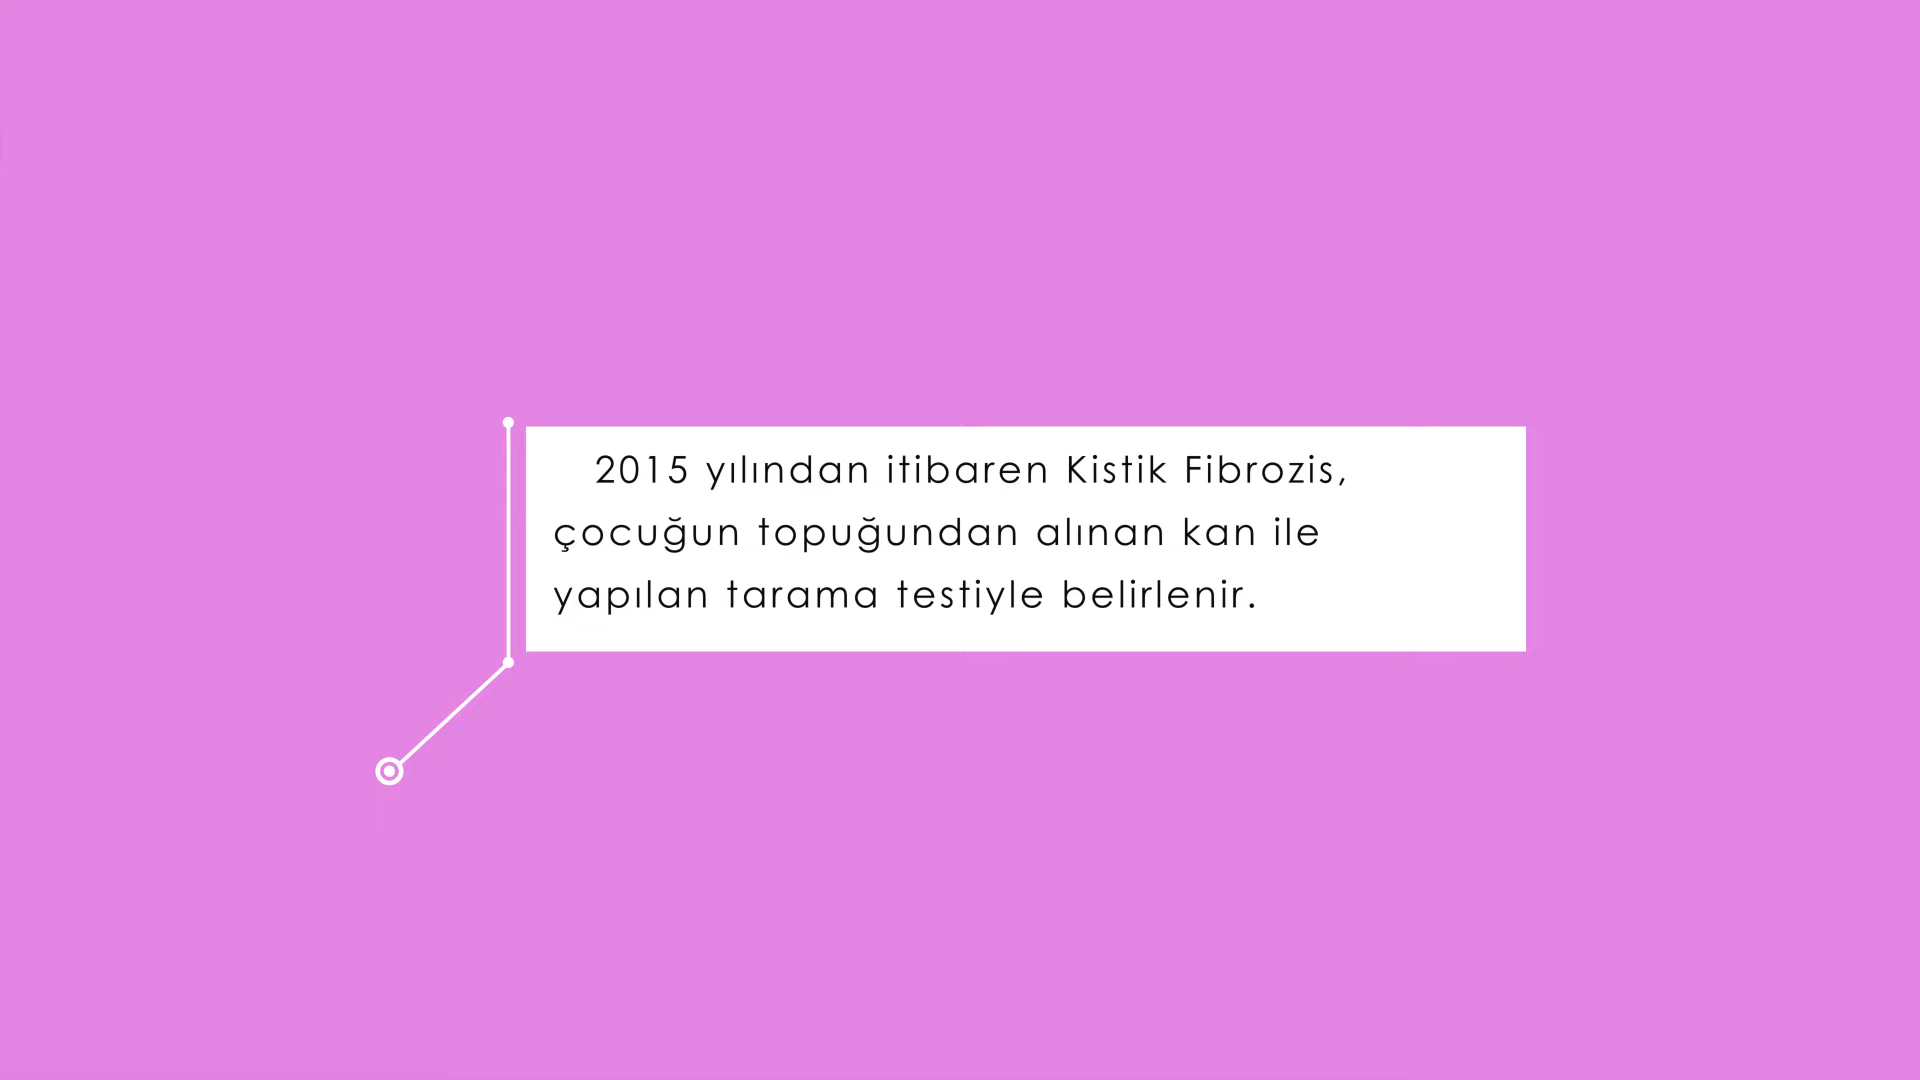 2015 yılından itibaren Kistik Fibrozis,
çocuğun topuğundan alınan kan ile
yapılan tarama testiyle belirlenir.